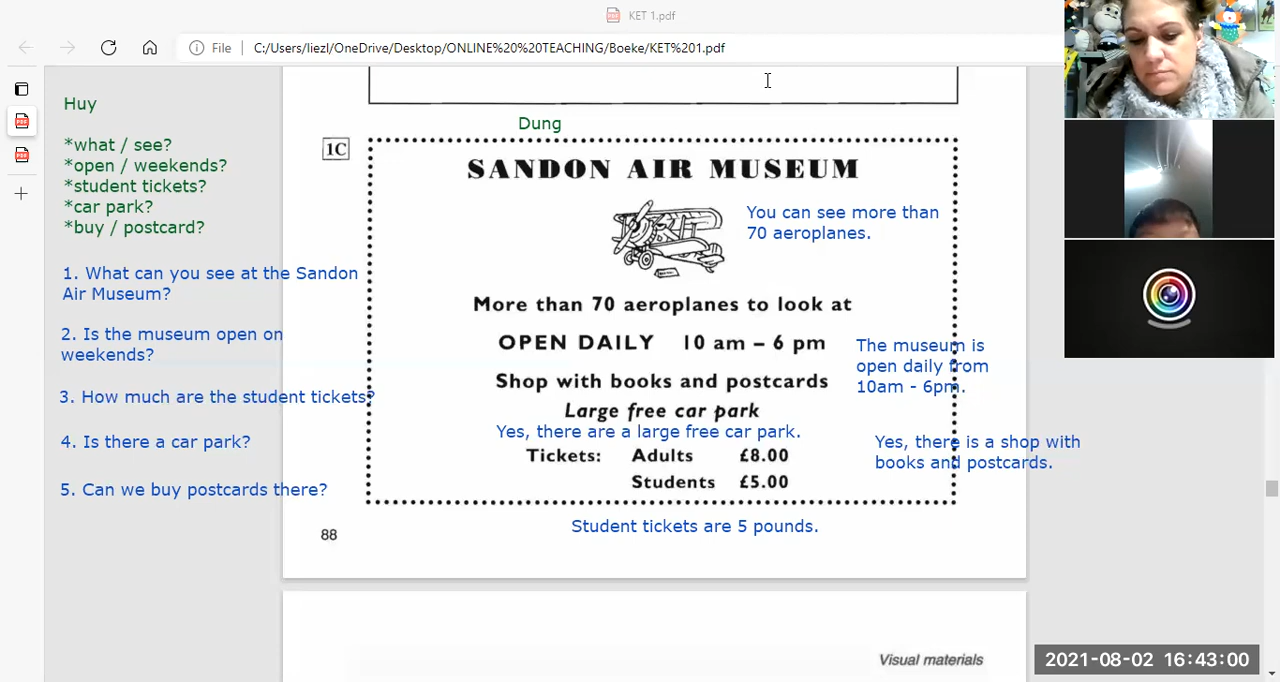 KET 1.pdf
File
C:/Users/liezl/OneDrive/Desktop/ONLINE%20%20TEACHING/Boeke/KET%201.pdf
Huy
*what / see?
*open / weekends?
*student tickets?
*car park?
*buy / postcard?
1. What can you see at the Sandon
Air Museum?
2. Is the museum open on
weekends?
3. How much are the student tickets?
4. Is there a car park?
5. Can we buy postcards there?
Dung
1C
SANDON AIR MUSEUM
You can see more than
70 aeroplanes.
More than 70 aeroplanes to look at
OPEN DAILY 10 am – 6 pm
The museum is
open daily from
10am - 6pm.
Shop with books and postcards
Large free car park
Yes, there are a large free car park.
Yes, there is a shop with
books and postcards.
Tickets: Adults £8.00
Students £5.00
Student tickets are 5 pounds.
88
Visual materials
2021-08-02 16:43:00